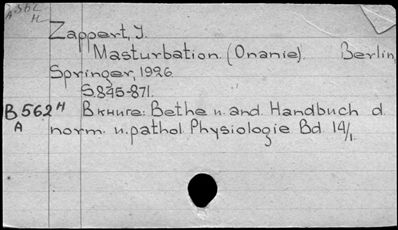 B 562 H
A
Zappert, J.
Masturbation. (Onanie). Berlin,
Springer, 1926
S. 845-871.
В книге: Bethe u. and. Handbuch d.
norm. u. pathol Physiologie Bd 14/1.